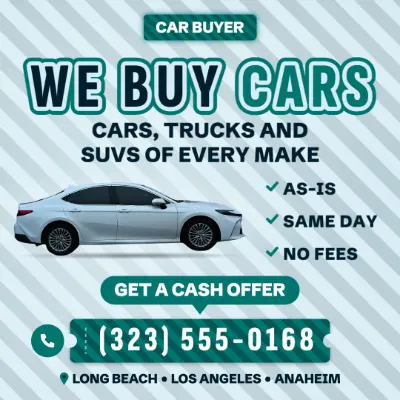 CAR BUYER
WE BUY CARS
CARS, TRUCKS AND
SUVS OF EVERY MAKE
AS-IS
SAME DAY
NO FEES
GET A CASH OFFER
(323) 555-0168
LONG BEACH • LOS ANGELES • ANAHEIM